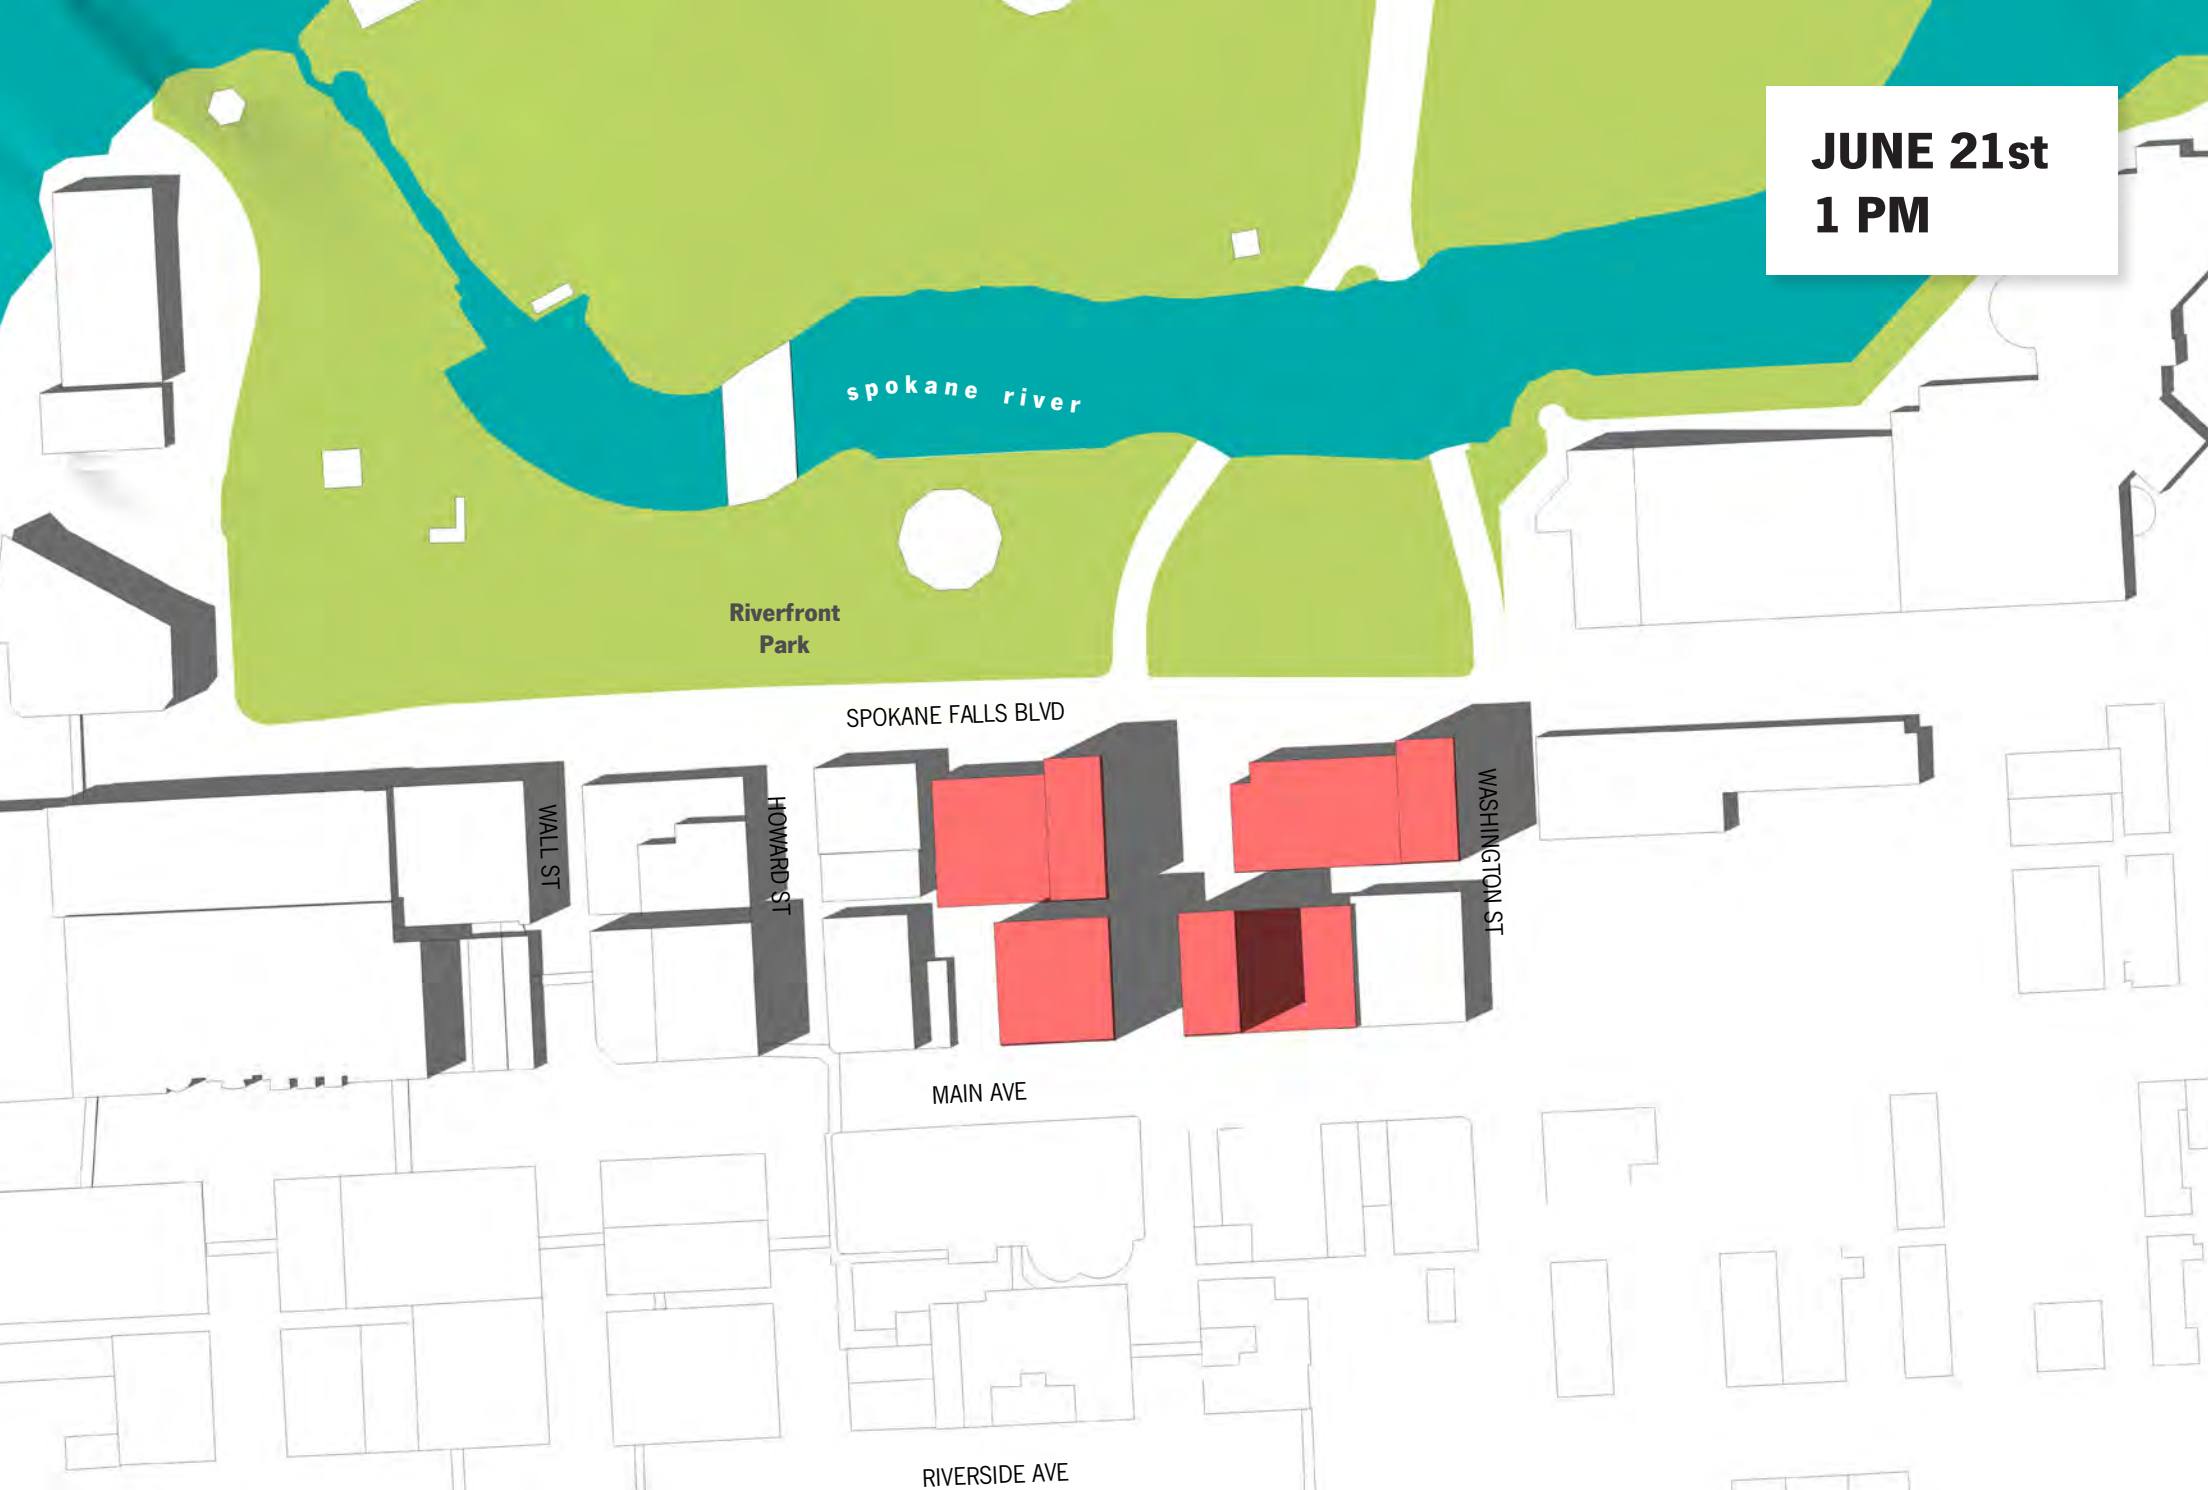 JUNE 21st
1 PM
spokane river
Riverfront
Park
SPOKANE FALLS BLVD
WALL ST
HOWARD ST
WASHINGTON ST
MAIN AVE
RIVERSIDE AVE